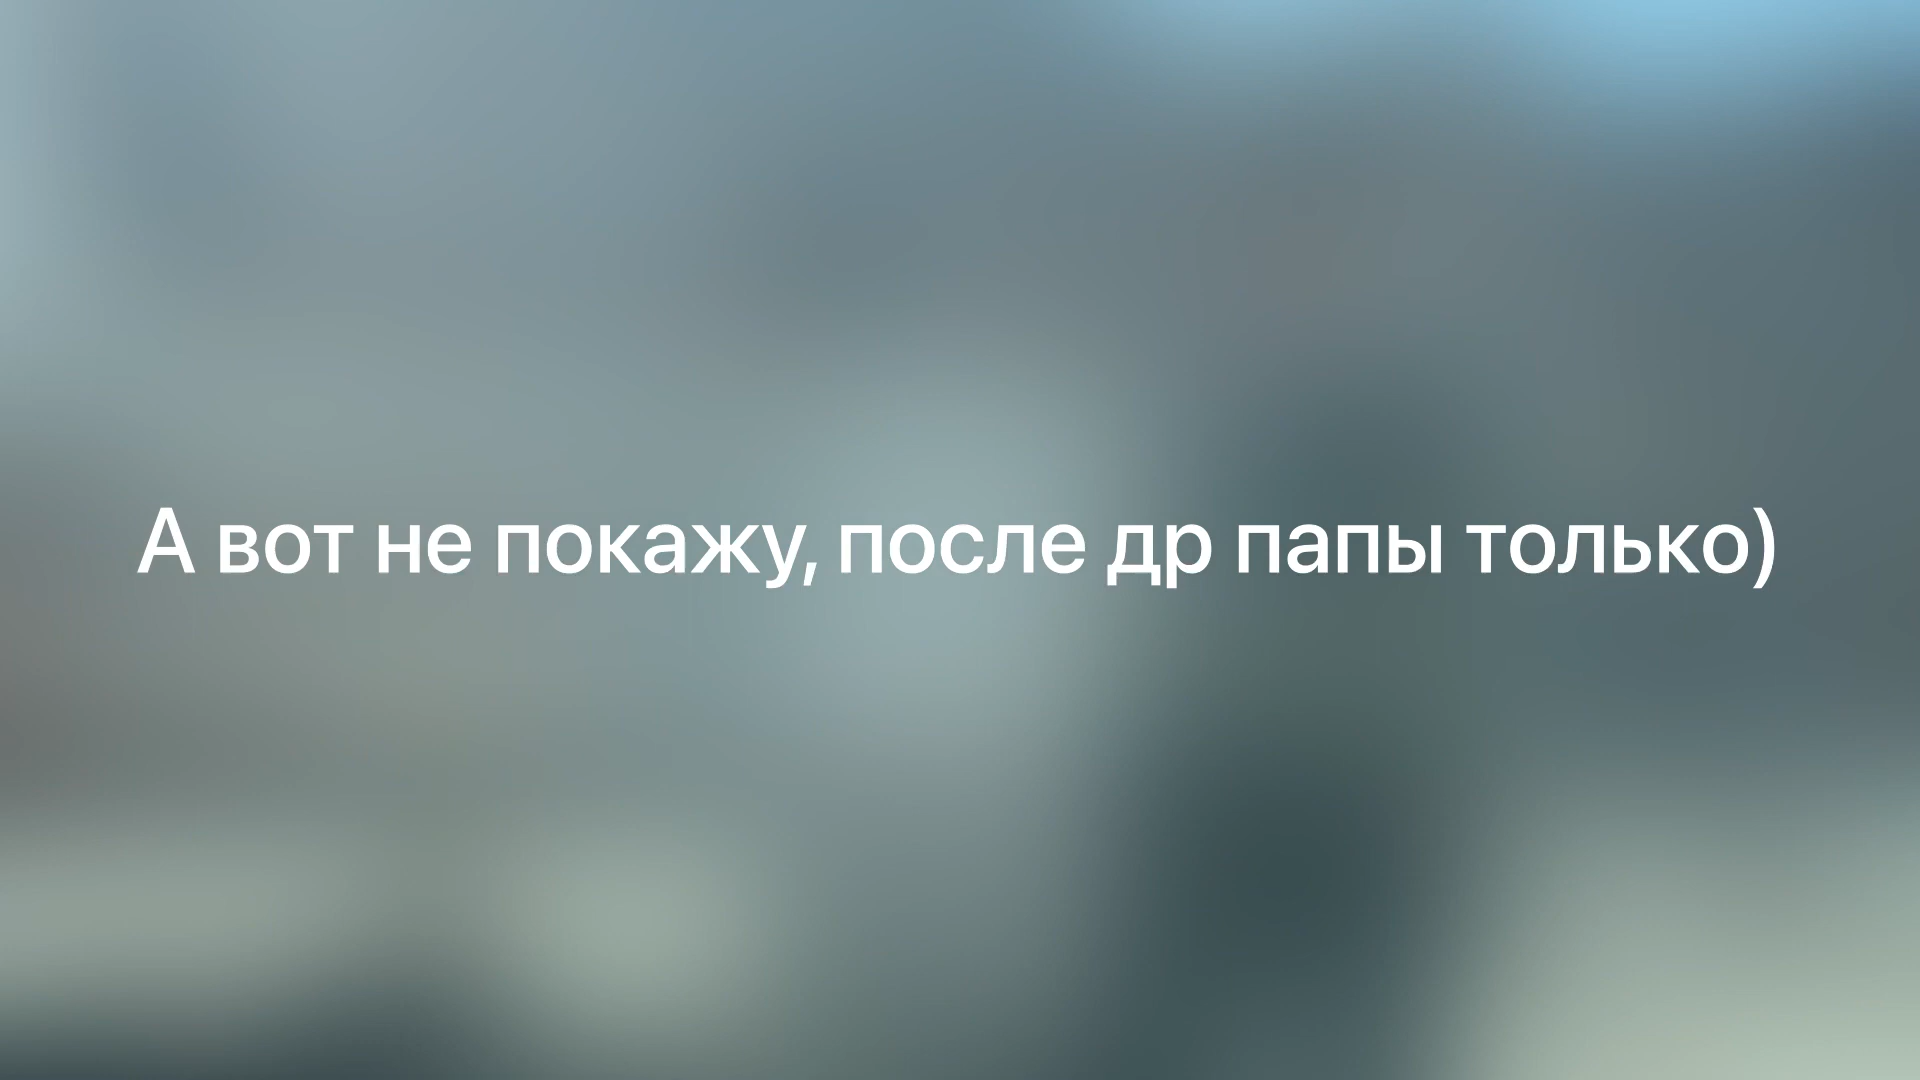 А вот не покажу, после др папы только)